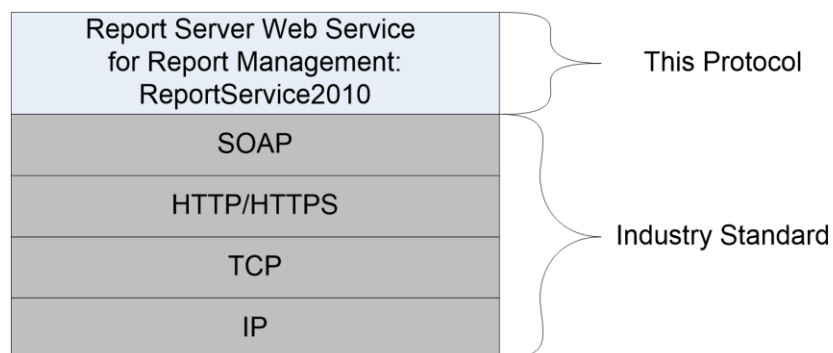 Report Server Web Service
for Report Management:
ReportService2010
This Protocol
SOAP
HTTP/HTTPS
TCP
IP
Industry Standard